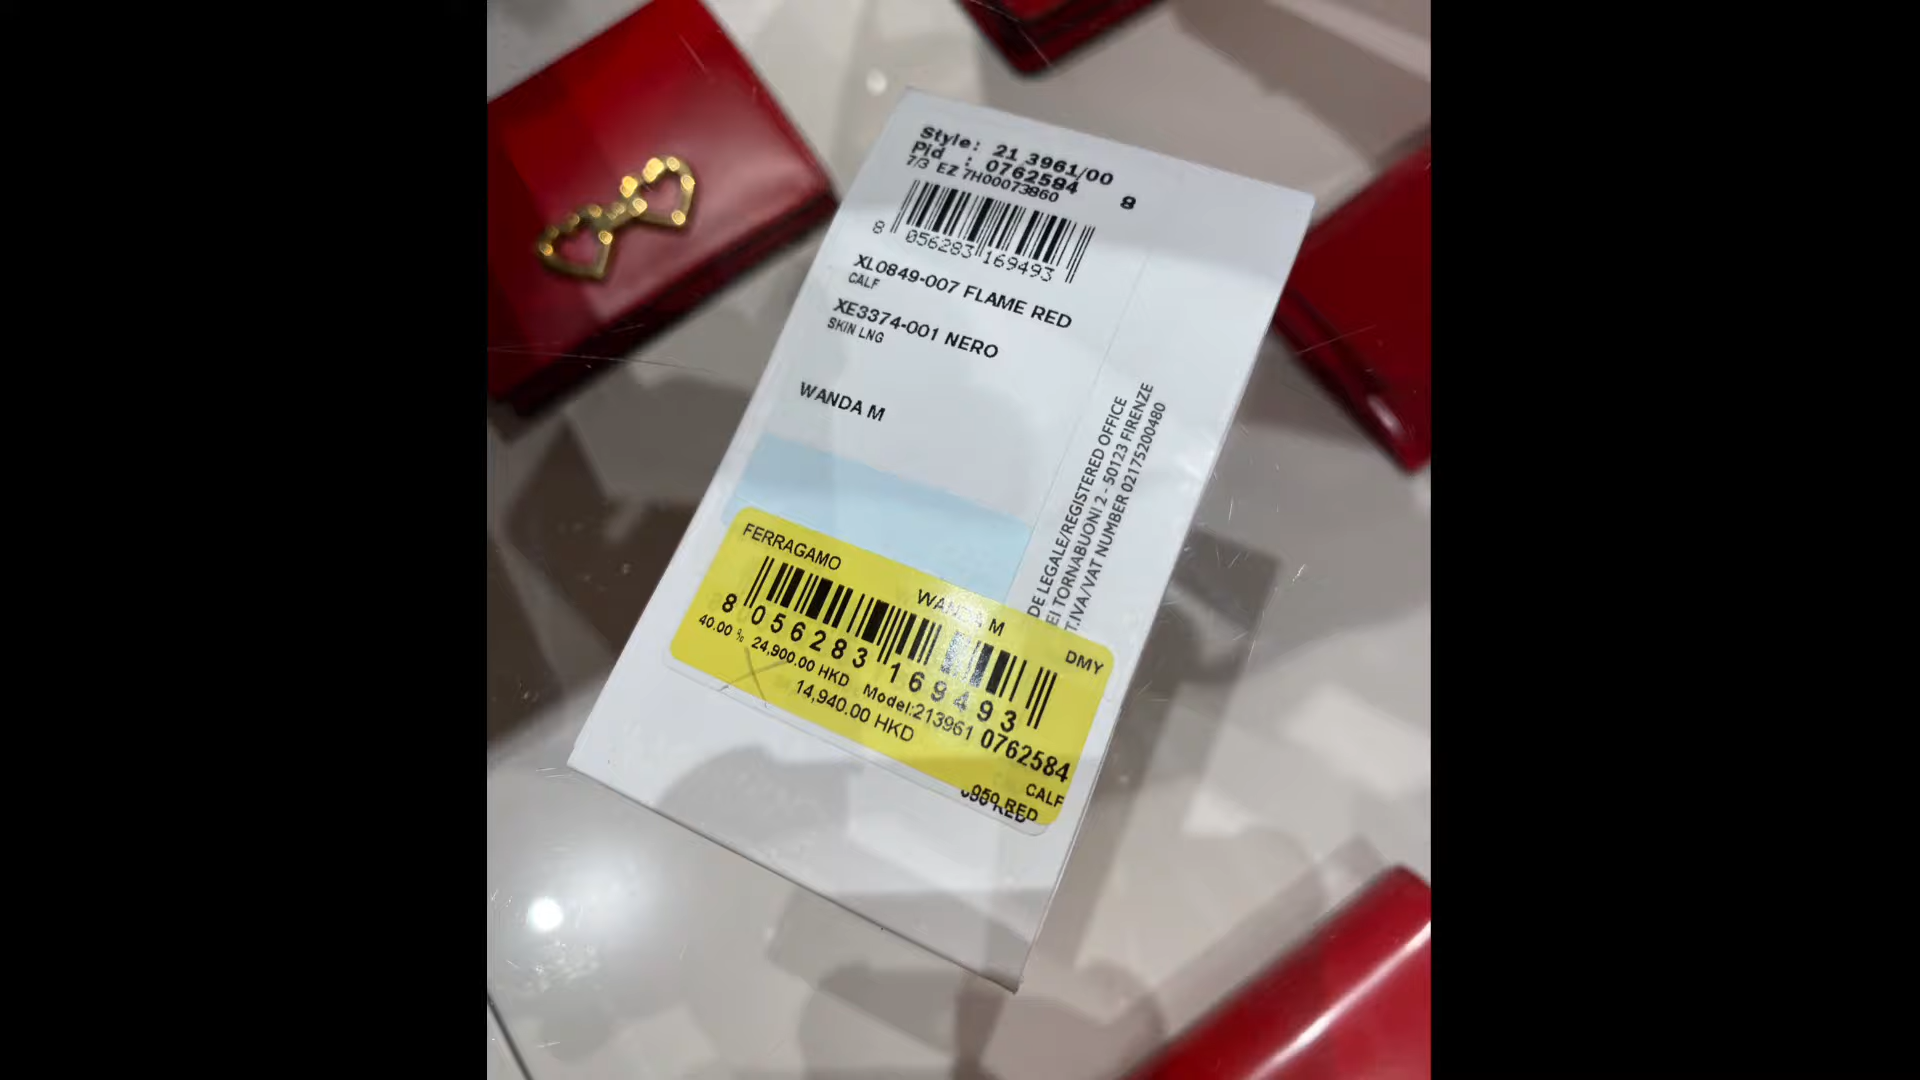 Style: 21 3961/00
Pid : 0762584 8
7/3 EZ 7H00073860
8 056283 169493
XL0849-007 FLAME RED
CALF
XE3374-001 NERO
SKIN LNG
WANDA M
DE LEGALE/REGISTERED OFFICE
EI TORNABUONI 2 - 50123 FIRENZE
T.IVA/VAT NUMBER 02175200480
FERRAGAMO
WANDA M
DMY
8 056283 169493
40.00 % 24,900.00 HKD Model:213961 0762584
14,940.00 HKD
CALF
050 RED